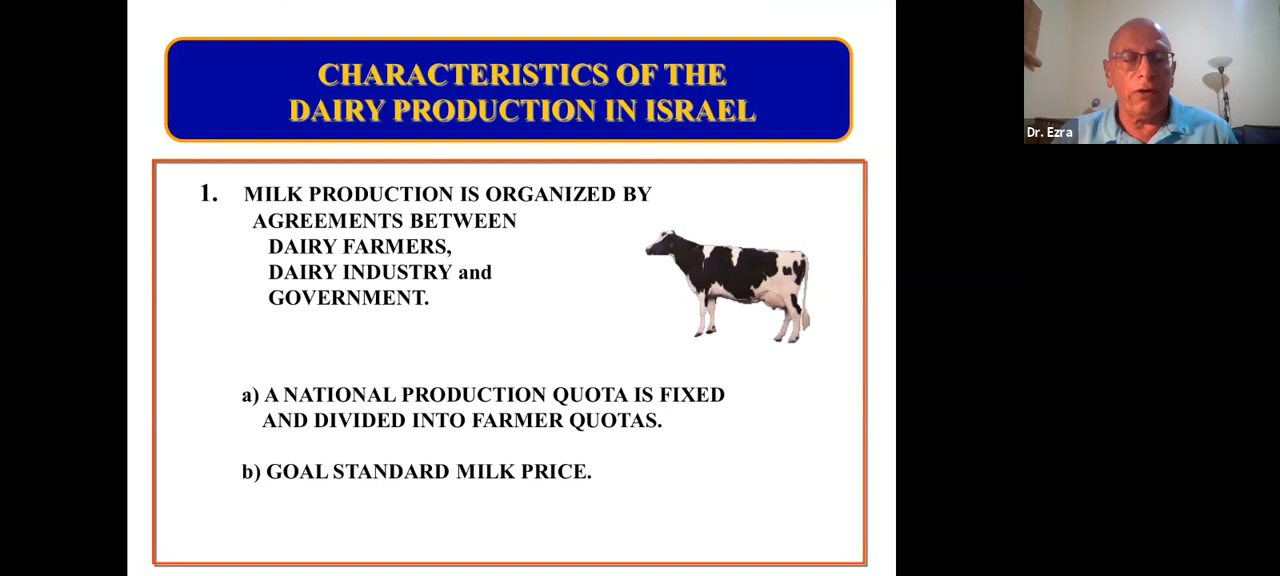 CHARACTERISTICS OF THE
DAIRY PRODUCTION IN ISRAEL
1. MILK PRODUCTION IS ORGANIZED BY
AGREEMENTS BETWEEN
DAIRY FARMERS,
DAIRY INDUSTRY and
GOVERNMENT.
a) A NATIONAL PRODUCTION QUOTA IS FIXED
AND DIVIDED INTO FARMER QUOTAS.
b) GOAL STANDARD MILK PRICE.
Dr. Ezra